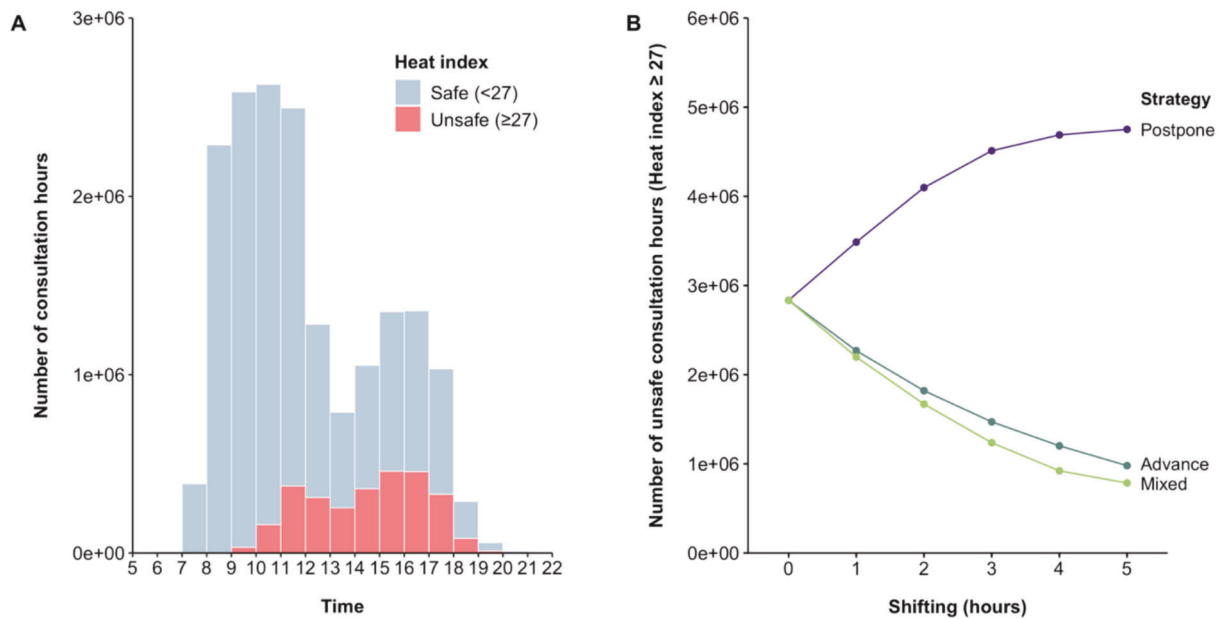 A
Number of consultation hours
3e+06
2e+06
1e+06
0e+00
Heat index
Safe (<27)
Unsafe (≥27)
5 6 7 8 9 10 11 12 13 14 15 16 17 18 19 20 21 22
Time
B
Number of unsafe consultation hours (Heat index ≥ 27)
6e+06
5e+06
4e+06
3e+06
2e+06
1e+06
0e+00
Strategy
Postpone
Advance
Mixed
0 1 2 3 4 5
Shifting (hours)